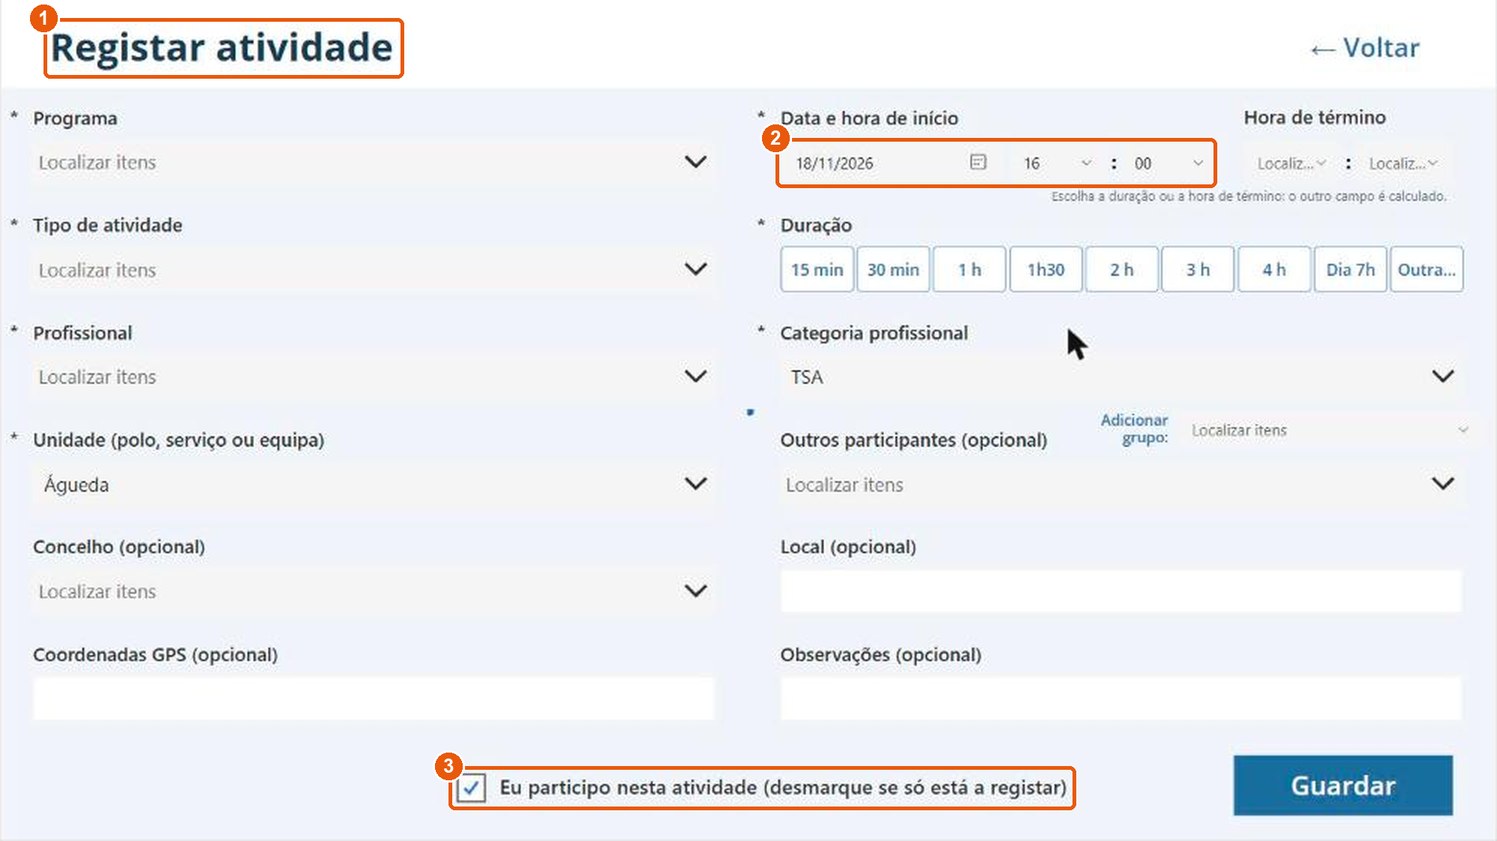 1
Registar atividade
← Voltar
* Programa
Localizar itens
* Data e hora de início
Hora de término
2
18/11/2026 16 : 00
Localiz... : Localiz...
Escolha a duração ou a hora de término: o outro campo é calculado.
* Tipo de atividade
Localizar itens
* Duração
15 min 30 min 1 h 1h30 2 h 3 h 4 h Dia 7h Outra...
* Profissional
Localizar itens
* Categoria profissional
TSA
* Unidade (polo, serviço ou equipa)
Águeda
Outros participantes (opcional)
Adicionar
grupo:
Localizar itens
Localizar itens
Concelho (opcional)
Localizar itens
Local (opcional)
Coordenadas GPS (opcional)
Observações (opcional)
3
Eu participo nesta atividade (desmarque se só está a registar)
Guardar